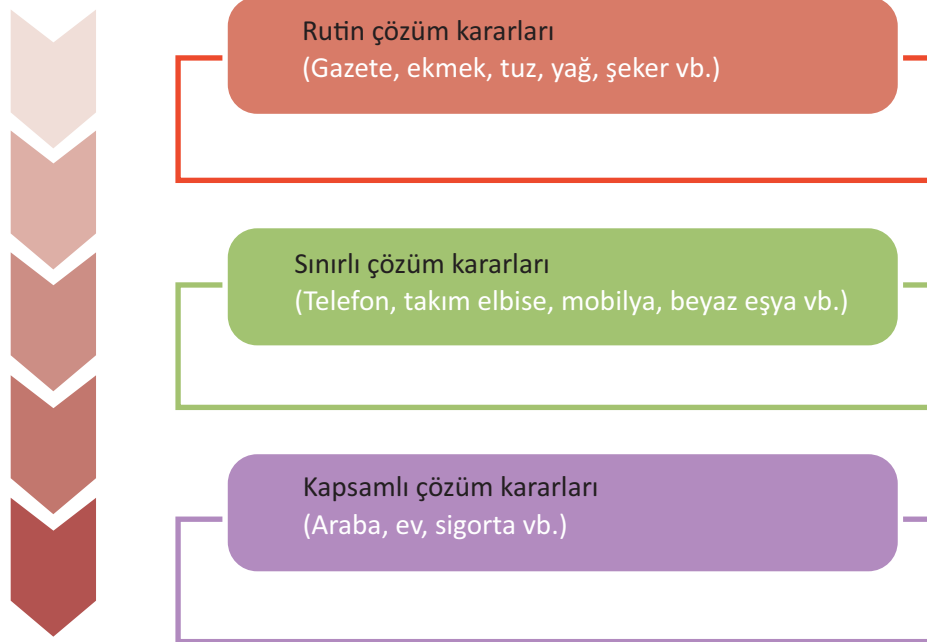 Rutin çözüm kararları
(Gazete, ekmek, tuz, yağ, şeker vb.)
Sınırlı çözüm kararları
(Telefon, takım elbise, mobilya, beyaz eşya vb.)
Kapsamlı çözüm kararları
(Araba, ev, sigorta vb.)